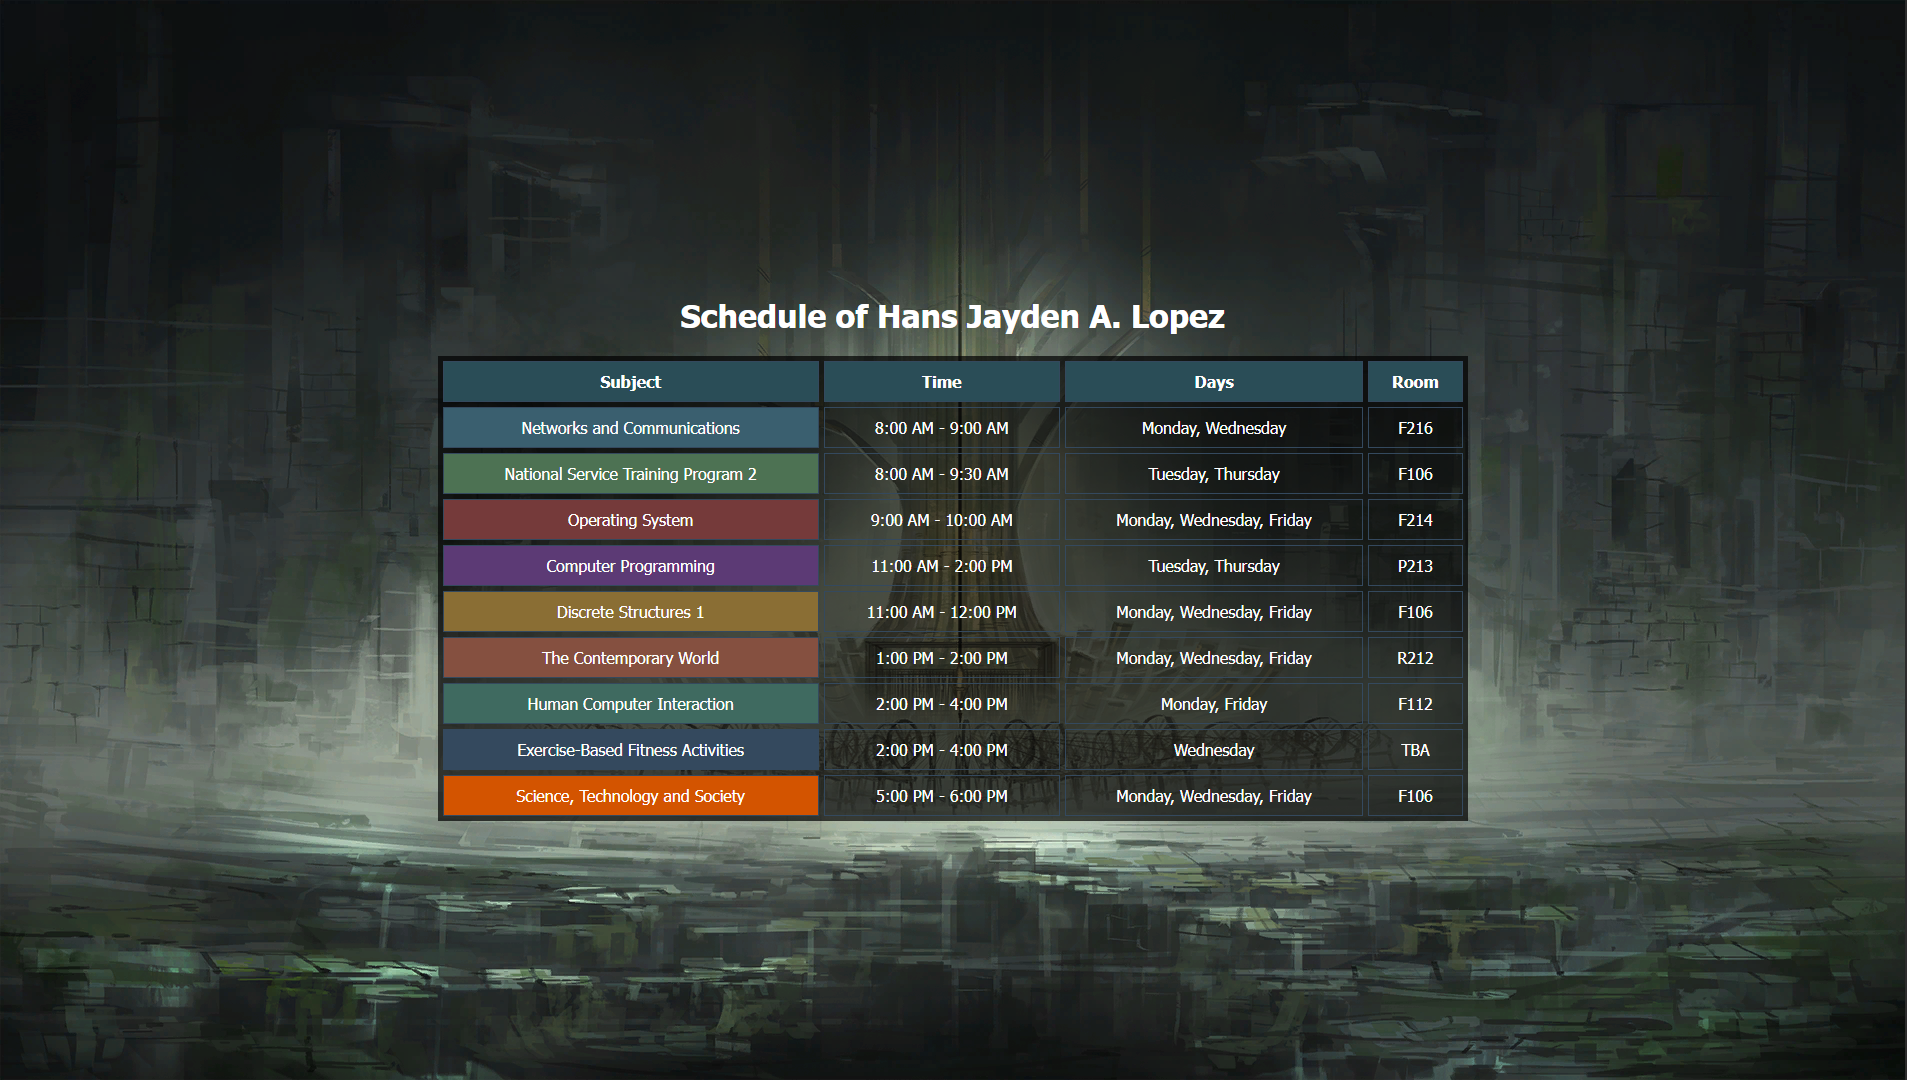 Schedule of Hans Jayden A. Lopez
Subject Time Days Room
Networks and Communications 8:00 AM - 9:00 AM Monday, Wednesday F216
National Service Training Program 2 8:00 AM - 9:30 AM Tuesday, Thursday F106
Operating System 9:00 AM - 10:00 AM Monday, Wednesday, Friday F214
Computer Programming 11:00 AM - 2:00 PM Tuesday, Thursday P213
Discrete Structures 1 11:00 AM - 12:00 PM Monday, Wednesday, Friday F106
The Contemporary World 1:00 PM - 2:00 PM Monday, Wednesday, Friday R212
Human Computer Interaction 2:00 PM - 4:00 PM Monday, Friday F112
Exercise-Based Fitness Activities 2:00 PM - 4:00 PM Wednesday TBA
Science, Technology and Society 5:00 PM - 6:00 PM Monday, Wednesday, Friday F106